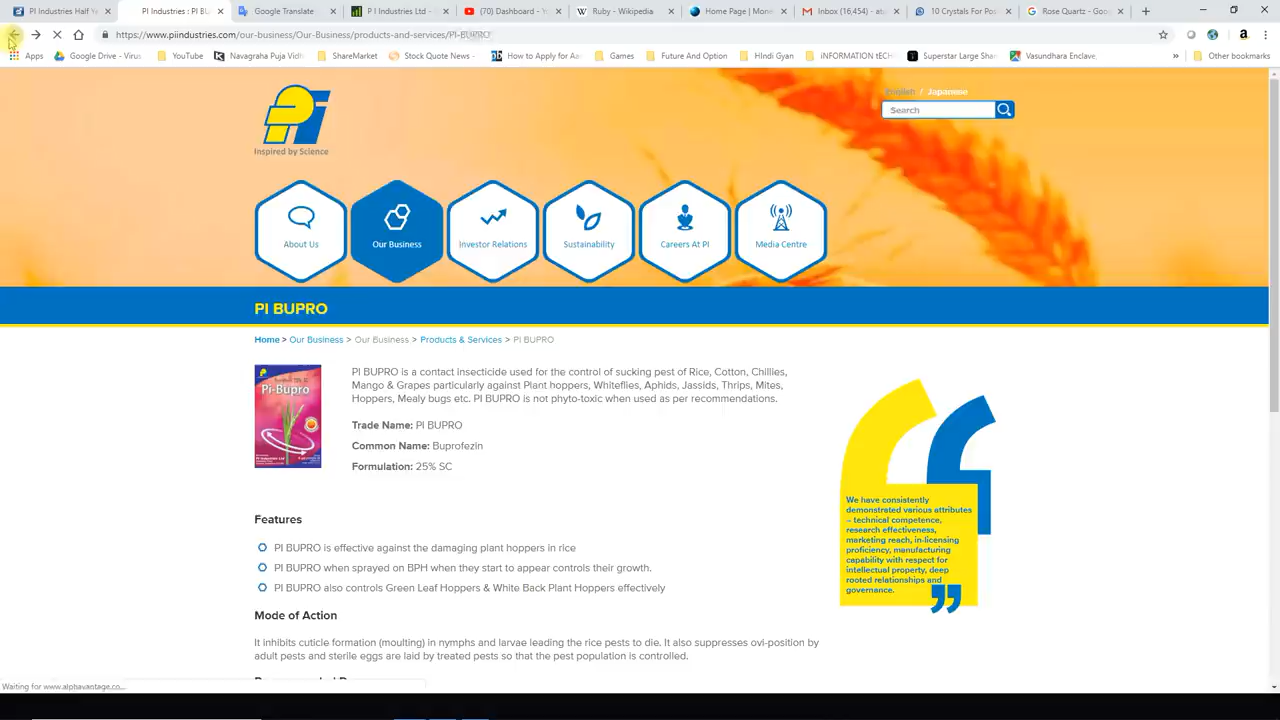 PI Industries Half Ye
PI Industries : PI BU
Google Translate
P I Industries Ltd -
(70) Dashboard - Y
Ruby - Wikipedia
Home Page | Mone
Inbox (16,454) - at
10 Crystals For Pos
Rose Quartz - Goo
https://www.piindustries.com/our-business/Our-Business/products-and-services/PI-BUPRO
Apps
Google Drive - Virus
YouTube
Navagraha Puja Vidh
ShareMarket
Stock Quote News -
How to Apply for Aa
Games
Future And Option
HIndi Gyan
iNFORMATION tECH
Superstar Large Shar
Vasundhara Enclave,
»
Other bookmarks
English / Japanese
Search
Inspired by Science
About Us
Our Business
Investor Relations
Sustainability
Careers At PI
Media Centre
PI BUPRO
Home > Our Business > Our Business > Products & Services > PI BUPRO
Pi-Bupro
PI BUPRO is a contact insecticide used for the control of sucking pest of Rice, Cotton, Chillies,
Mango & Grapes particularly against Plant hoppers, Whiteflies, Aphids, Jassids, Thrips, Mites,
Hoppers, Mealy bugs etc. PI BUPRO is not phyto-toxic when used as per recommendations.
Trade Name: PI BUPRO
Common Name: Buprofezin
Formulation: 25% SC
We have consistently
demonstrated various attributes
– technical competence,
research effectiveness,
marketing reach, in-licensing
proficiency, manufacturing
capability with respect for
intellectual property, deep
rooted relationships and
governance.
Features
PI BUPRO is effective against the damaging plant hoppers in rice
PI BUPRO when sprayed on BPH when they start to appear controls their growth.
PI BUPRO also controls Green Leaf Hoppers & White Back Plant Hoppers effectively
Mode of Action
It inhibits cuticle formation (moulting) in nymphs and larvae leading the rice pests to die. It also suppresses ovi-position by
adult pests and sterile eggs are laid by treated pests so that the pest population is controlled.
Waiting for www.alphavantage.co...